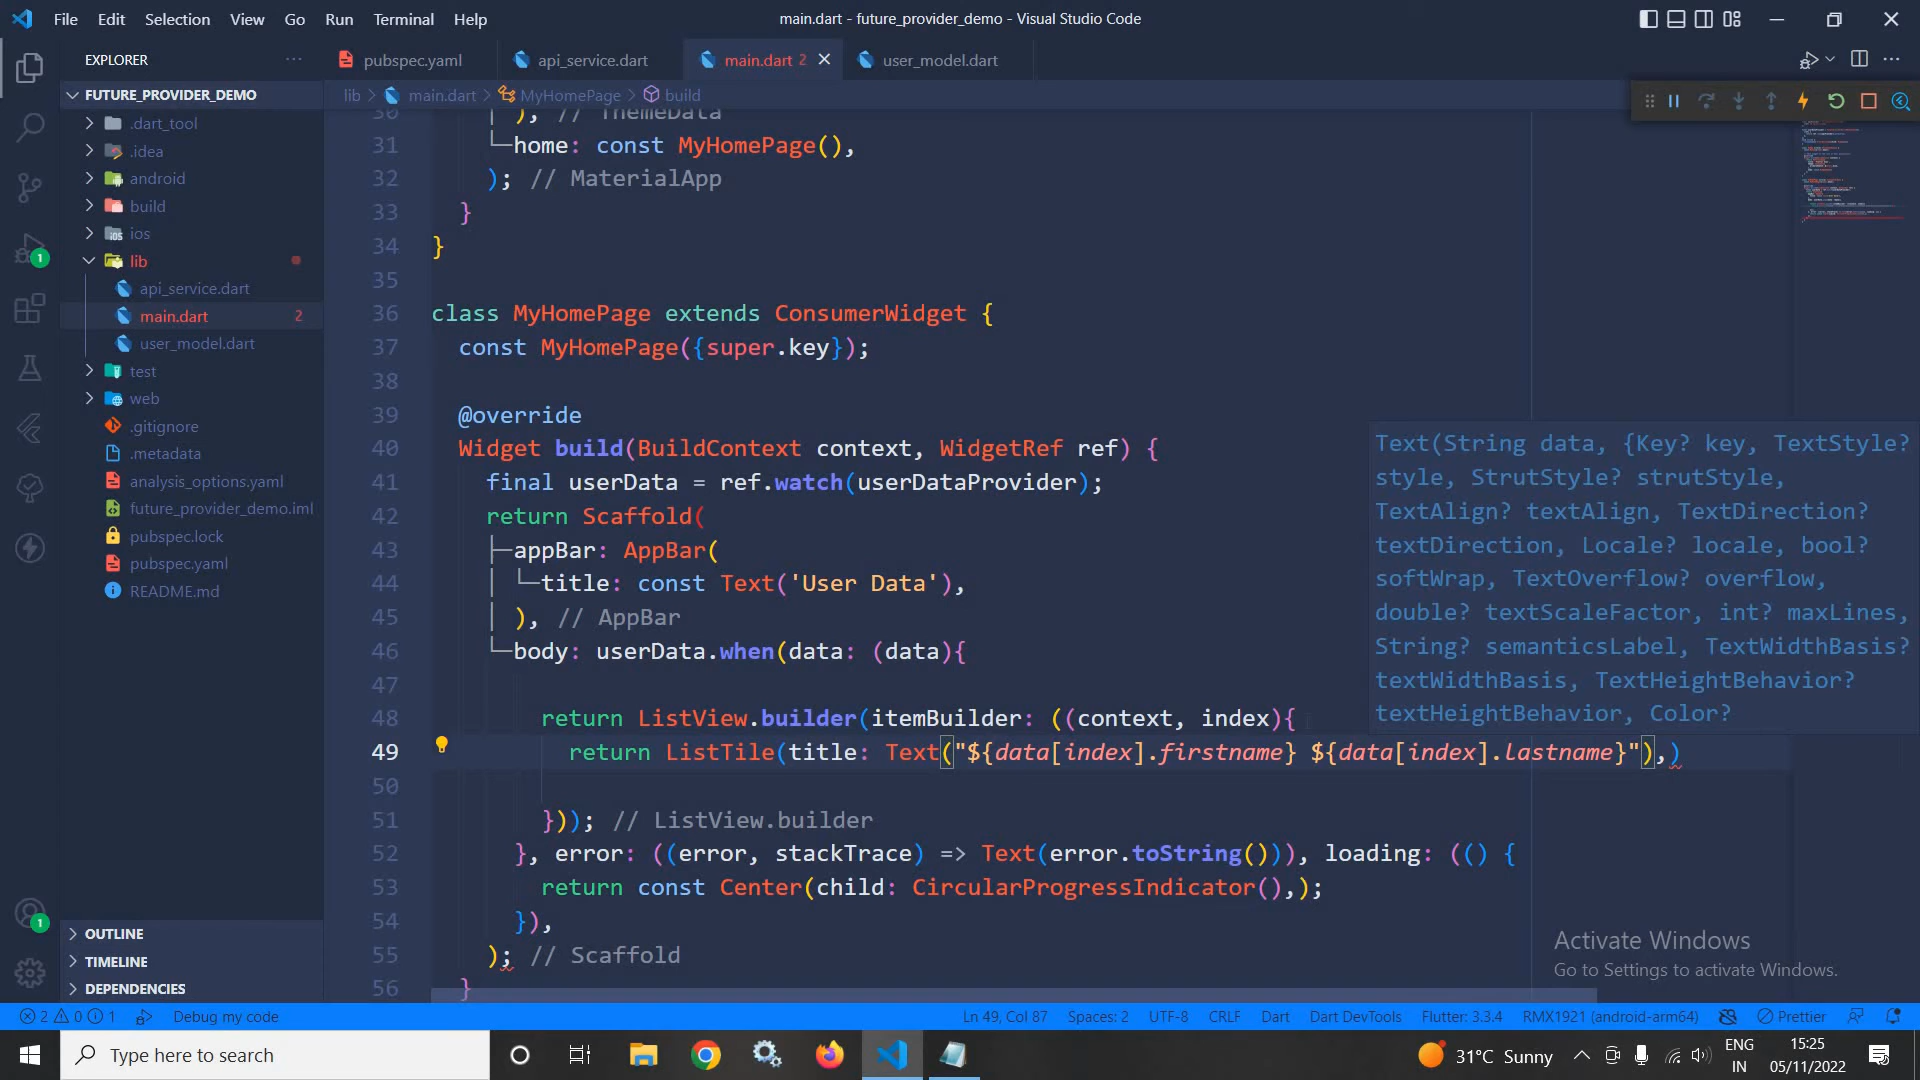 File Edit Selection View Go Run Terminal Help
main.dart - future_provider_demo - Visual Studio Code
EXPLORER
pubspec.yaml
api_service.dart
main.dart 2
user_model.dart
FUTURE_PROVIDER_DEMO
lib > main.dart > MyHomePage > build
.dart_tool
.idea
android
build
ios
lib
api_service.dart
main.dart 2
user_model.dart
test
web
.gitignore
.metadata
analysis_options.yaml
future_provider_demo.iml
pubspec.lock
pubspec.yaml
README.md
OUTLINE
TIMELINE
DEPENDENCIES
1
1
30 ), // ThemeData
31 home: const MyHomePage(),
32 ); // MaterialApp
33 }
34 }
35
36 class MyHomePage extends ConsumerWidget {
37 const MyHomePage({super.key});
38
39 @override
40 Widget build(BuildContext context, WidgetRef ref) {
41 final userData = ref.watch(userDataProvider);
42 return Scaffold(
43 appBar: AppBar(
44 title: const Text('User Data'),
45 ), // AppBar
46 body: userData.when(data: (data){
47
48 return ListView.builder(itemBuilder: ((context, index){
49 return ListTile(title: Text("${data[index].firstname} ${data[index].lastname}"),)
50
51 })); // ListView.builder
52 }, error: ((error, stackTrace) => Text(error.toString())), loading: (() {
53 return const Center(child: CircularProgressIndicator(),);
54 }),
55 ); // Scaffold
56 }
Text(String data, {Key? key, TextStyle?
style, StrutStyle? strutStyle,
TextAlign? textAlign, TextDirection?
textDirection, Locale? locale, bool?
softWrap, TextOverflow? overflow,
double? textScaleFactor, int? maxLines,
String? semanticsLabel, TextWidthBasis?
textWidthBasis, TextHeightBehavior?
textHeightBehavior, Color?
Activate Windows
Go to Settings to activate Windows.
2 0 1 Debug my code
Ln 49, Col 87 Spaces: 2 UTF-8 CRLF Dart Dart DevTools Flutter: 3.3.4 RMX1921 (android-arm64) Prettier
Type here to search
31°C Sunny
ENG
IN
15:25
05/11/2022